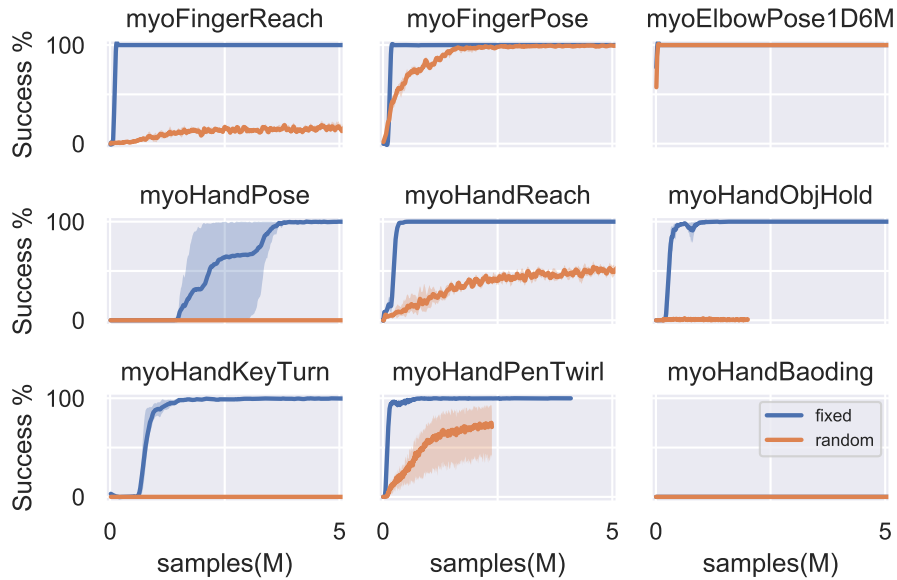 myoFingerReach myoFingerPose myoElbowPose1D6M
Success %
100
0
myoHandPose myoHandReach myoHandObjHold
Success %
100
0
myoHandKeyTurn myoHandPenTwirl myoHandBaoding
Success %
100
0
fixed
random
0 5 0 5 0 5
samples(M) samples(M) samples(M)